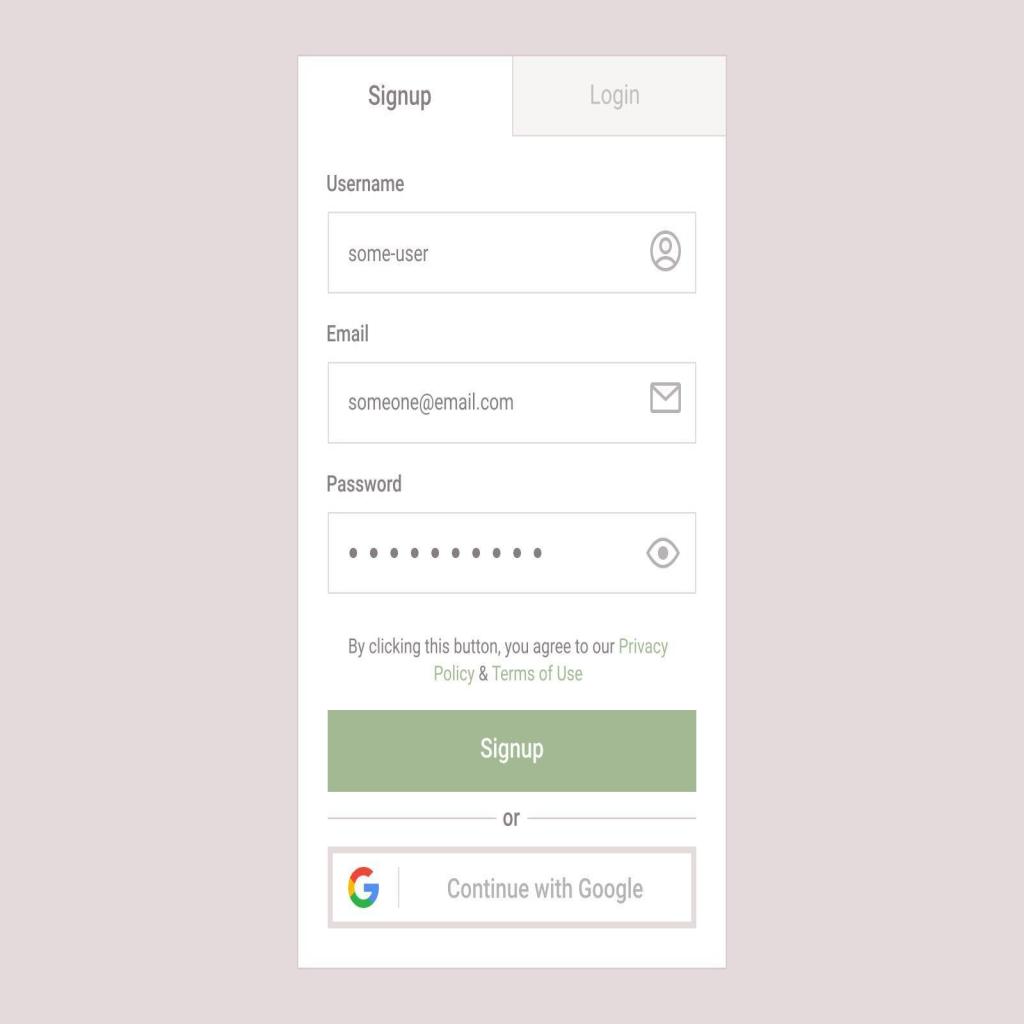 Signup
Login
Username
some-user
Email
someone@email.com
Password
By clicking this button, you agree to our Privacy
Policy & Terms of Use
Signup
or
Continue with Google